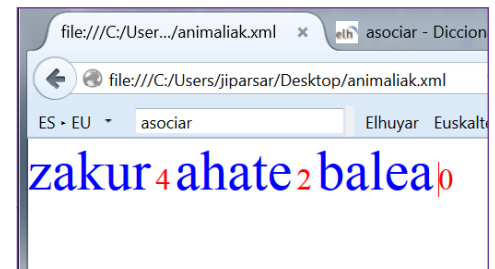 file:///C:/User.../animaliak.xml × elh asociar - Diccion
file:///C:/Users/jiparsar/Desktop/animaliak.xml
ES ▸ EU asociar Elhuyar Euskalte
zakur 4 ahate 2 balea 0